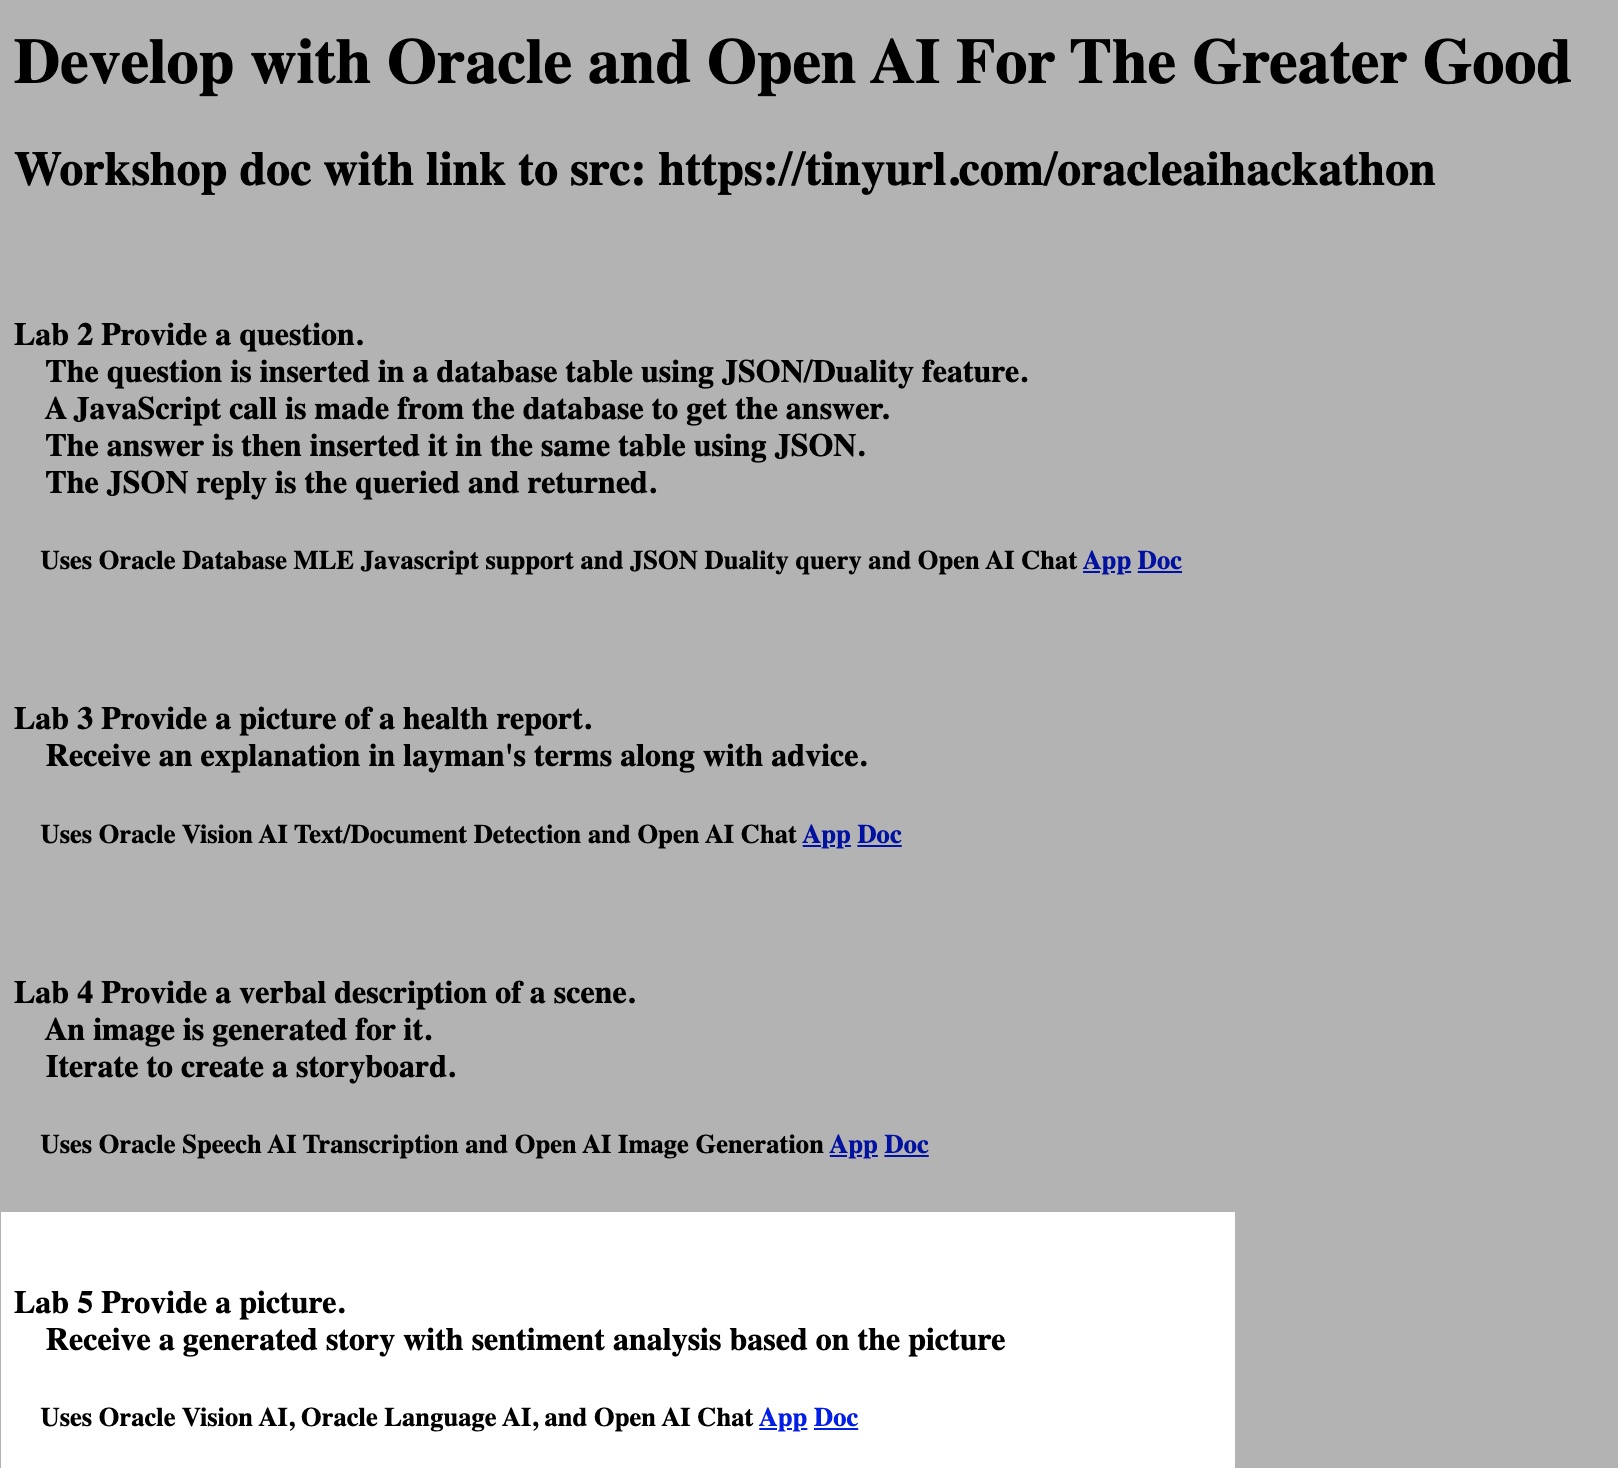 Develop with Oracle and Open AI For The Greater Good
Workshop doc with link to src: https://tinyurl.com/oracleaihackathon
Lab 2 Provide a question.
The question is inserted in a database table using JSON/Duality feature.
A JavaScript call is made from the database to get the answer.
The answer is then inserted it in the same table using JSON.
The JSON reply is the queried and returned.
Uses Oracle Database MLE Javascript support and JSON Duality query and Open AI Chat App Doc
Lab 3 Provide a picture of a health report.
Receive an explanation in layman's terms along with advice.
Uses Oracle Vision AI Text/Document Detection and Open AI Chat App Doc
Lab 4 Provide a verbal description of a scene.
An image is generated for it.
Iterate to create a storyboard.
Uses Oracle Speech AI Transcription and Open AI Image Generation App Doc
Lab 5 Provide a picture.
Receive a generated story with sentiment analysis based on the picture
Uses Oracle Vision AI, Oracle Language AI, and Open AI Chat App Doc